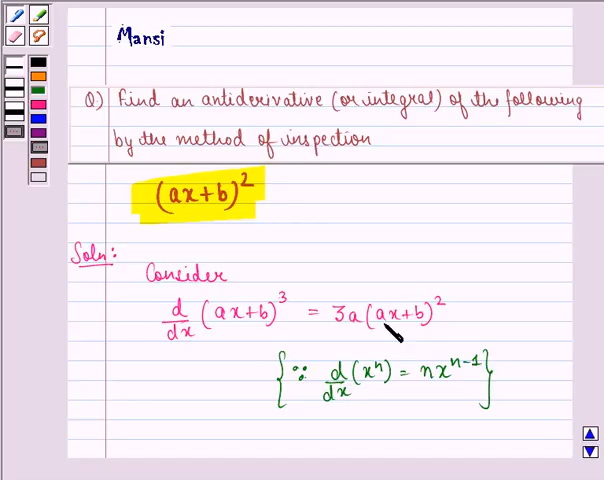 Mansi
Q) Find an antiderivative (or integral) of the following
by the method of inspection
(ax+b)²
Soln:
Consider
d/dx (ax+b)³ = 3a(ax+b)²
{∵ d/dx (xⁿ) = nxⁿ⁻¹}